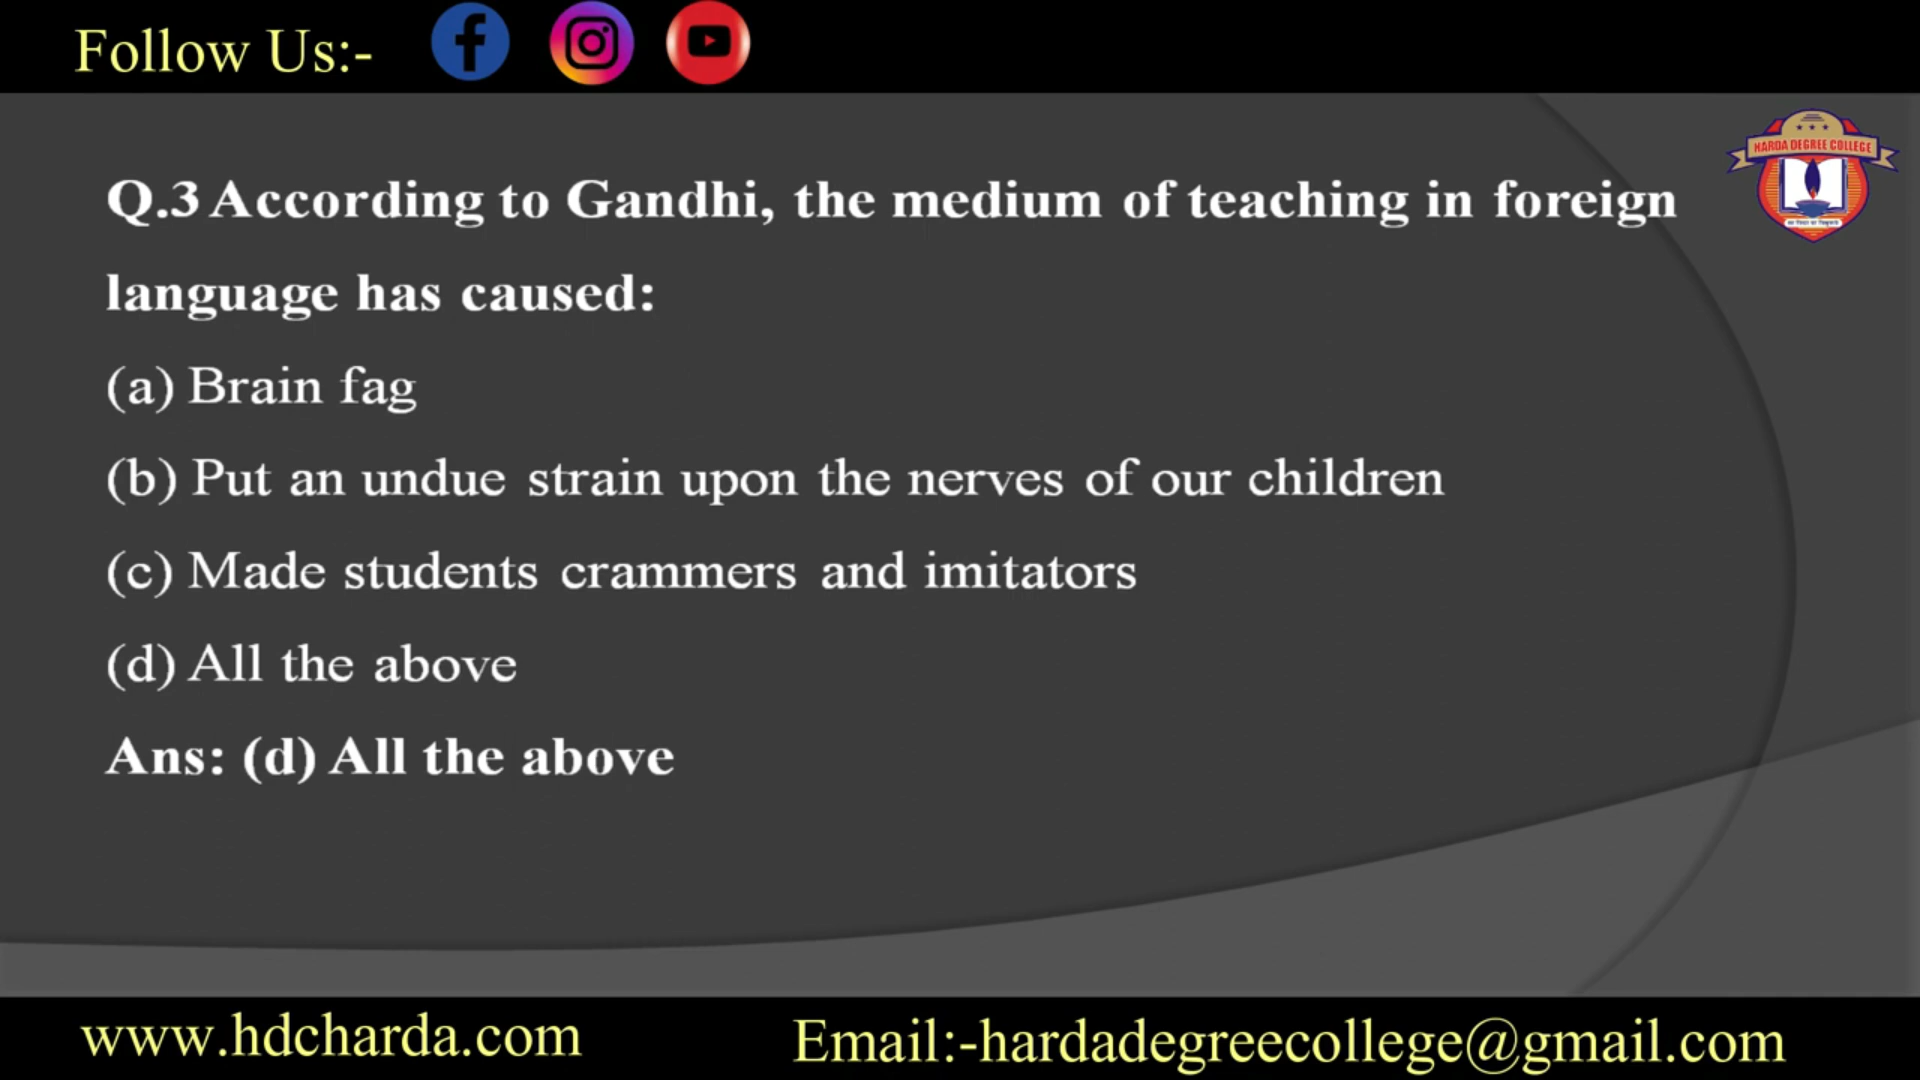 Follow Us:-
HARDA DEGREE COLLEGE
Q.3 According to Gandhi, the medium of teaching in foreign
language has caused:
(a) Brain fag
(b) Put an undue strain upon the nerves of our children
(c) Made students crammers and imitators
(d) All the above
Ans: (d) All the above
www.hdcharda.com
Email:-hardadegreecollege@gmail.com